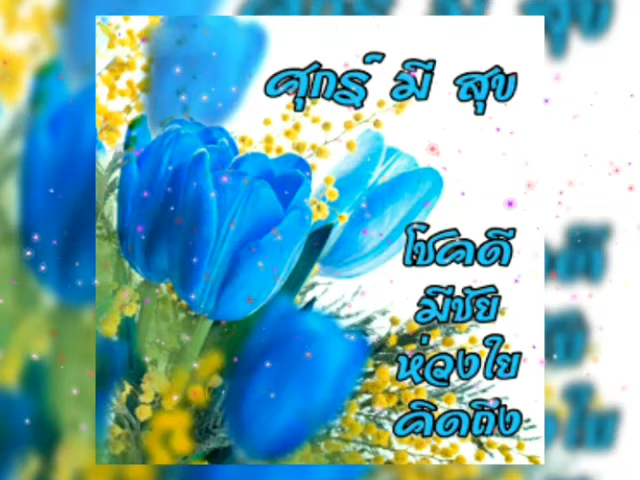 ศุกร์ มี สุข
โชคดี
มีชัย
ห่วงใย
คิดถึง